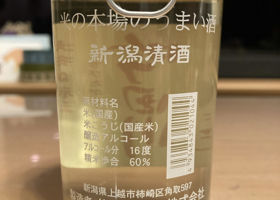 米の本場のうまい酒
新潟清酒
原材料名
米(国産)
米こうじ(国産米)
醸造アルコール
アルコール分 16度
精米歩合 60%
新潟県上越市柿崎区角取597
製造者